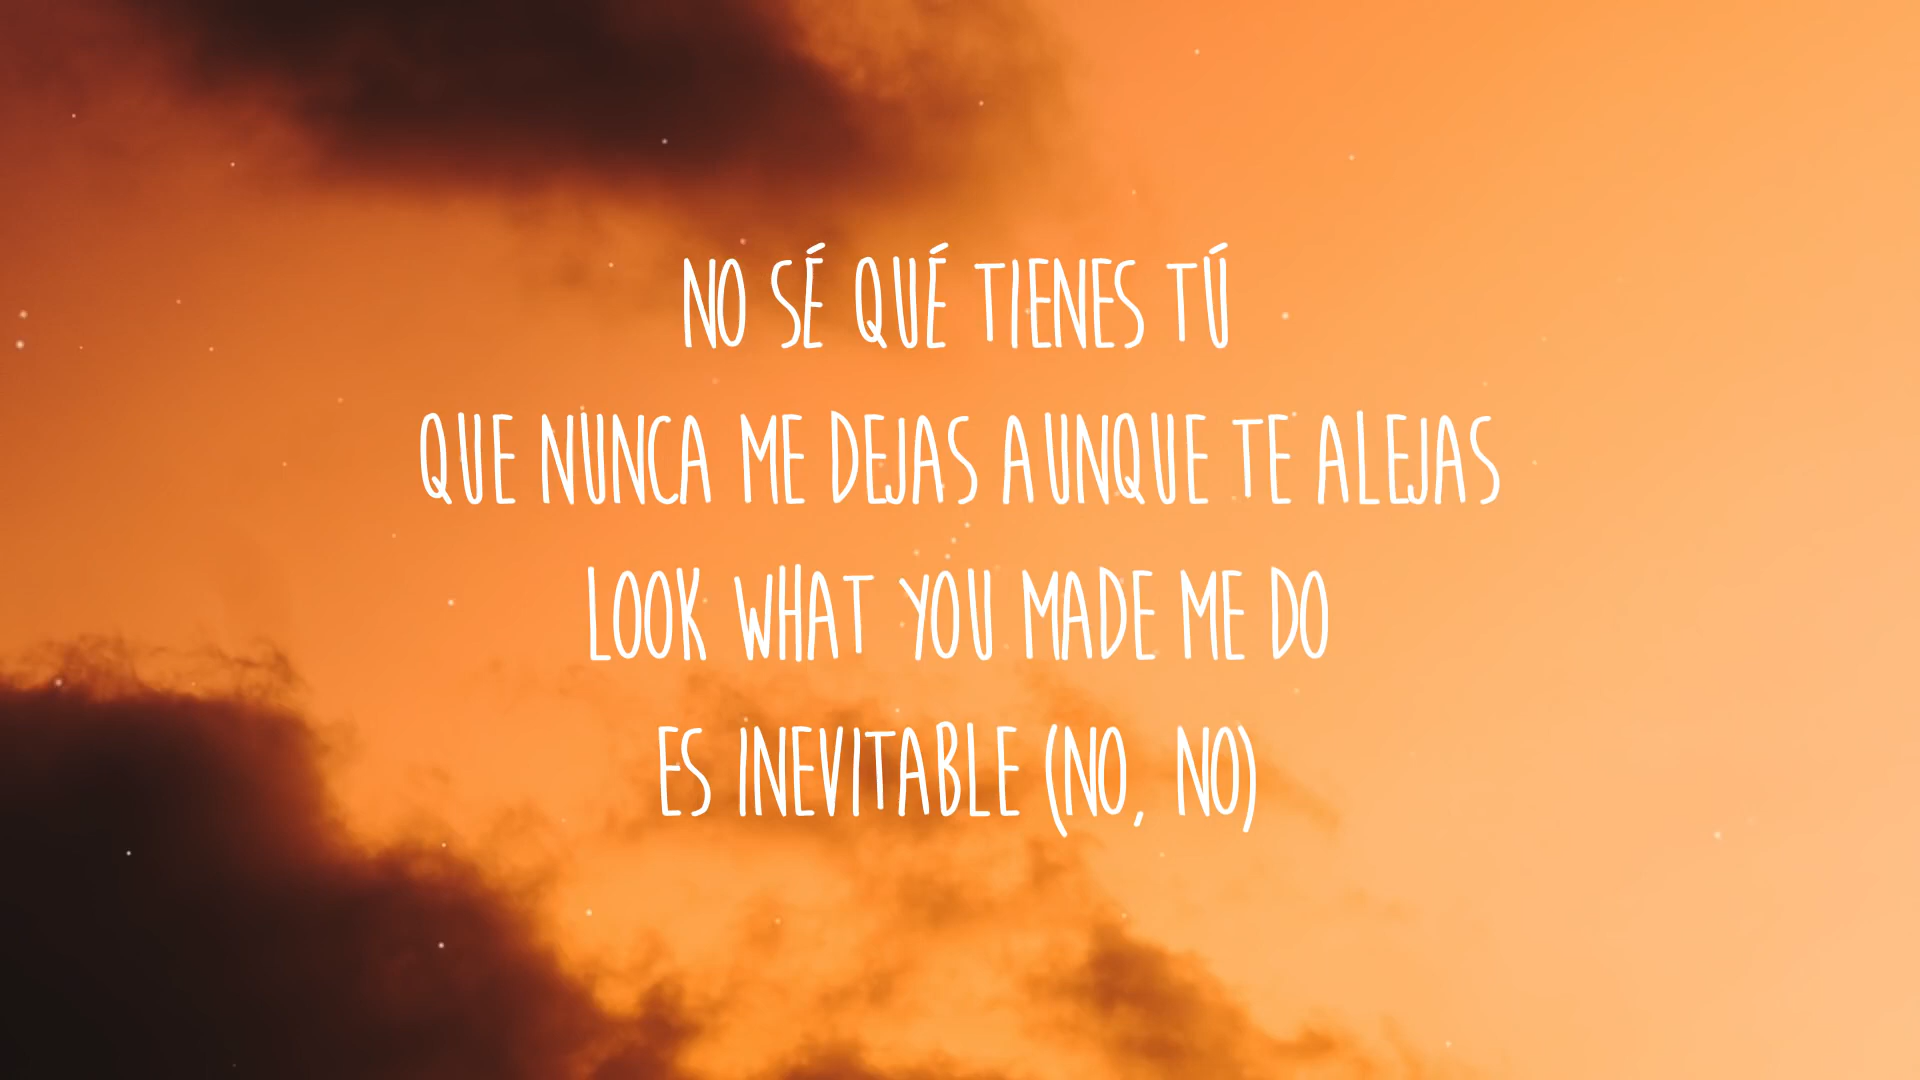 NO SÉ QUÉ TIENES TÚ
QUE NUNCA ME DEJAS AUNQUE TE ALEJAS
LOOK WHAT YOU MADE ME DO
ES INEVITABLE (NO, NO)